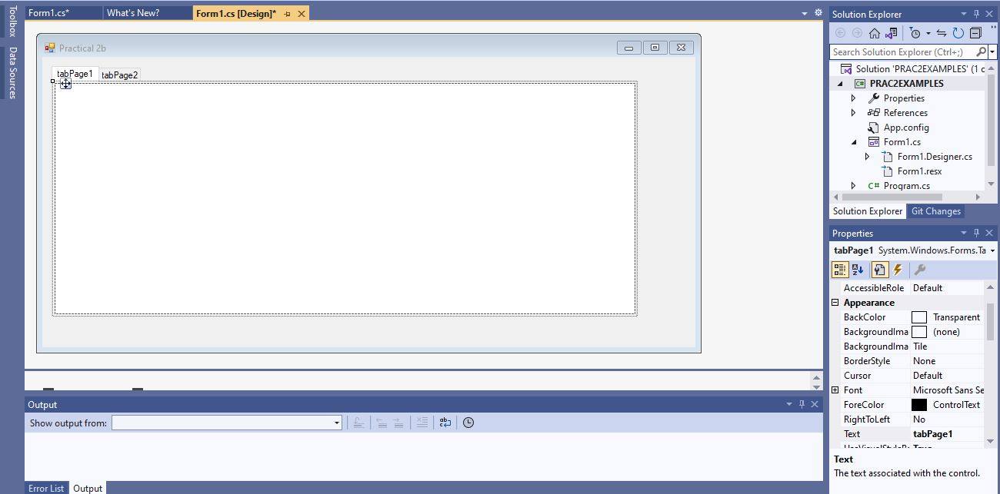 Form1.cs*
What's New?
Form1.cs [Design]*
Toolbox
Data Sources
Practical 2b
tabPage1
tabPage2
Output
Show output from:
Error List
Output
Solution Explorer
Search Solution Explorer (Ctrl+;)
Solution 'PRAC2EXAMPLES' (1 c
C# PRAC2EXAMPLES
Properties
References
App.config
Form1.cs
Form1.Designer.cs
Form1.resx
C# Program.cs
Solution Explorer
Git Changes
Properties
tabPage1 System.Windows.Forms.Ta
AccessibleRole Default
Appearance
BackColor Transparent
BackgroundIma (none)
BackgroundIma Tile
BorderStyle None
Cursor Default
Font Microsoft Sans Se
ForeColor ControlText
RightToLeft No
Text tabPage1
Text
The text associated with the control.